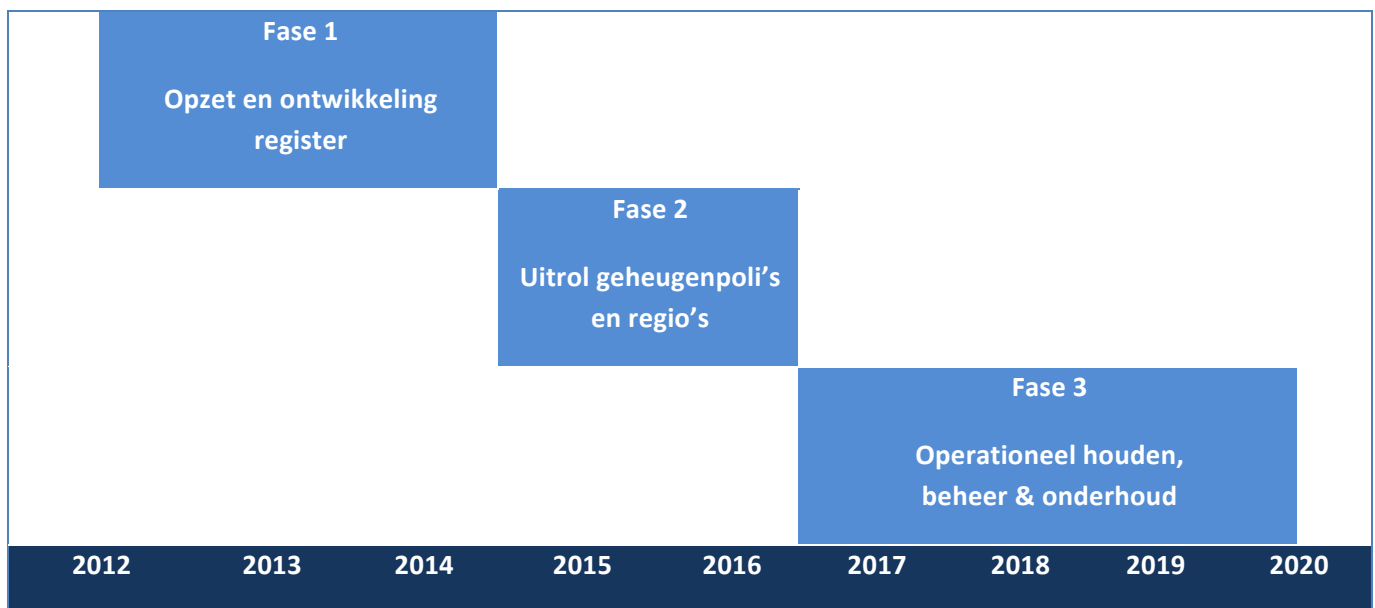 Fase 1
Opzet en ontwikkeling
register
Fase 2
Uitrol geheugenpoli’s
en regio’s
Fase 3
Operationeel houden,
beheer & onderhoud
2012 2013 2014 2015 2016 2017 2018 2019 2020